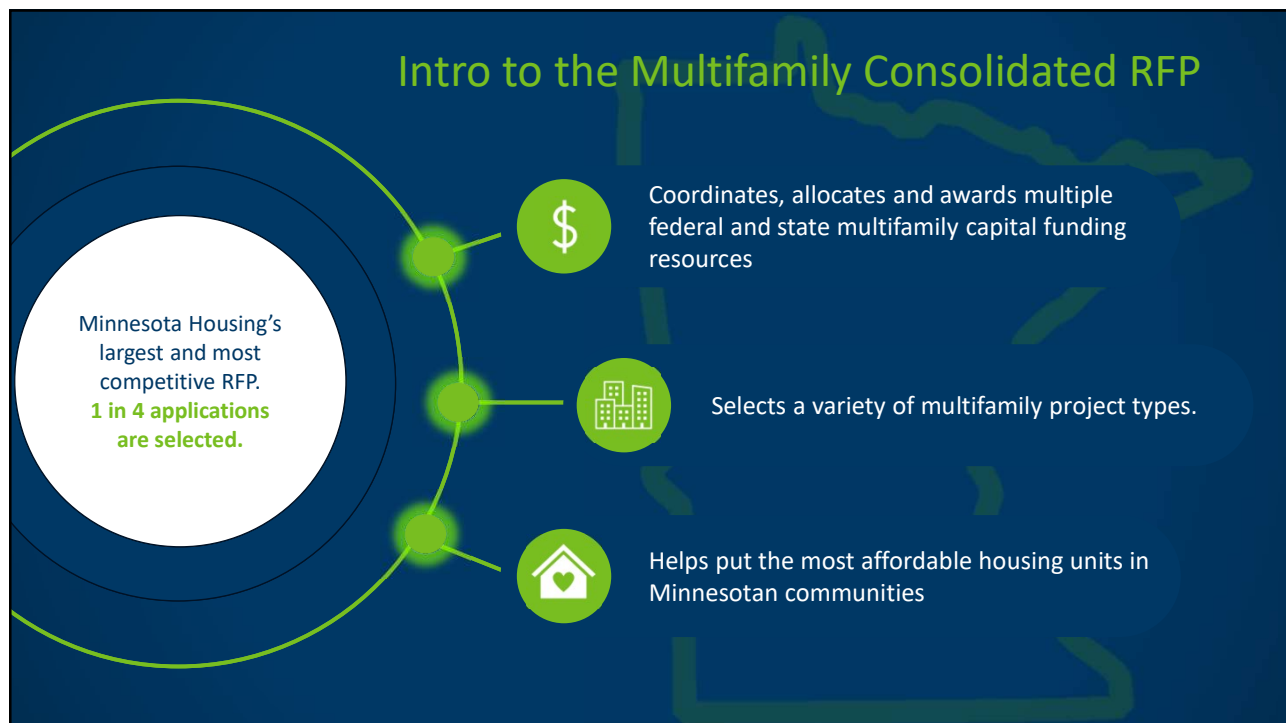 Intro to the Multifamily Consolidated RFP
Minnesota Housing’s
largest and most
competitive RFP.
1 in 4 applications
are selected.
$
Coordinates, allocates and awards multiple
federal and state multifamily capital funding
resources
Selects a variety of multifamily project types.
Helps put the most affordable housing units in
Minnesotan communities